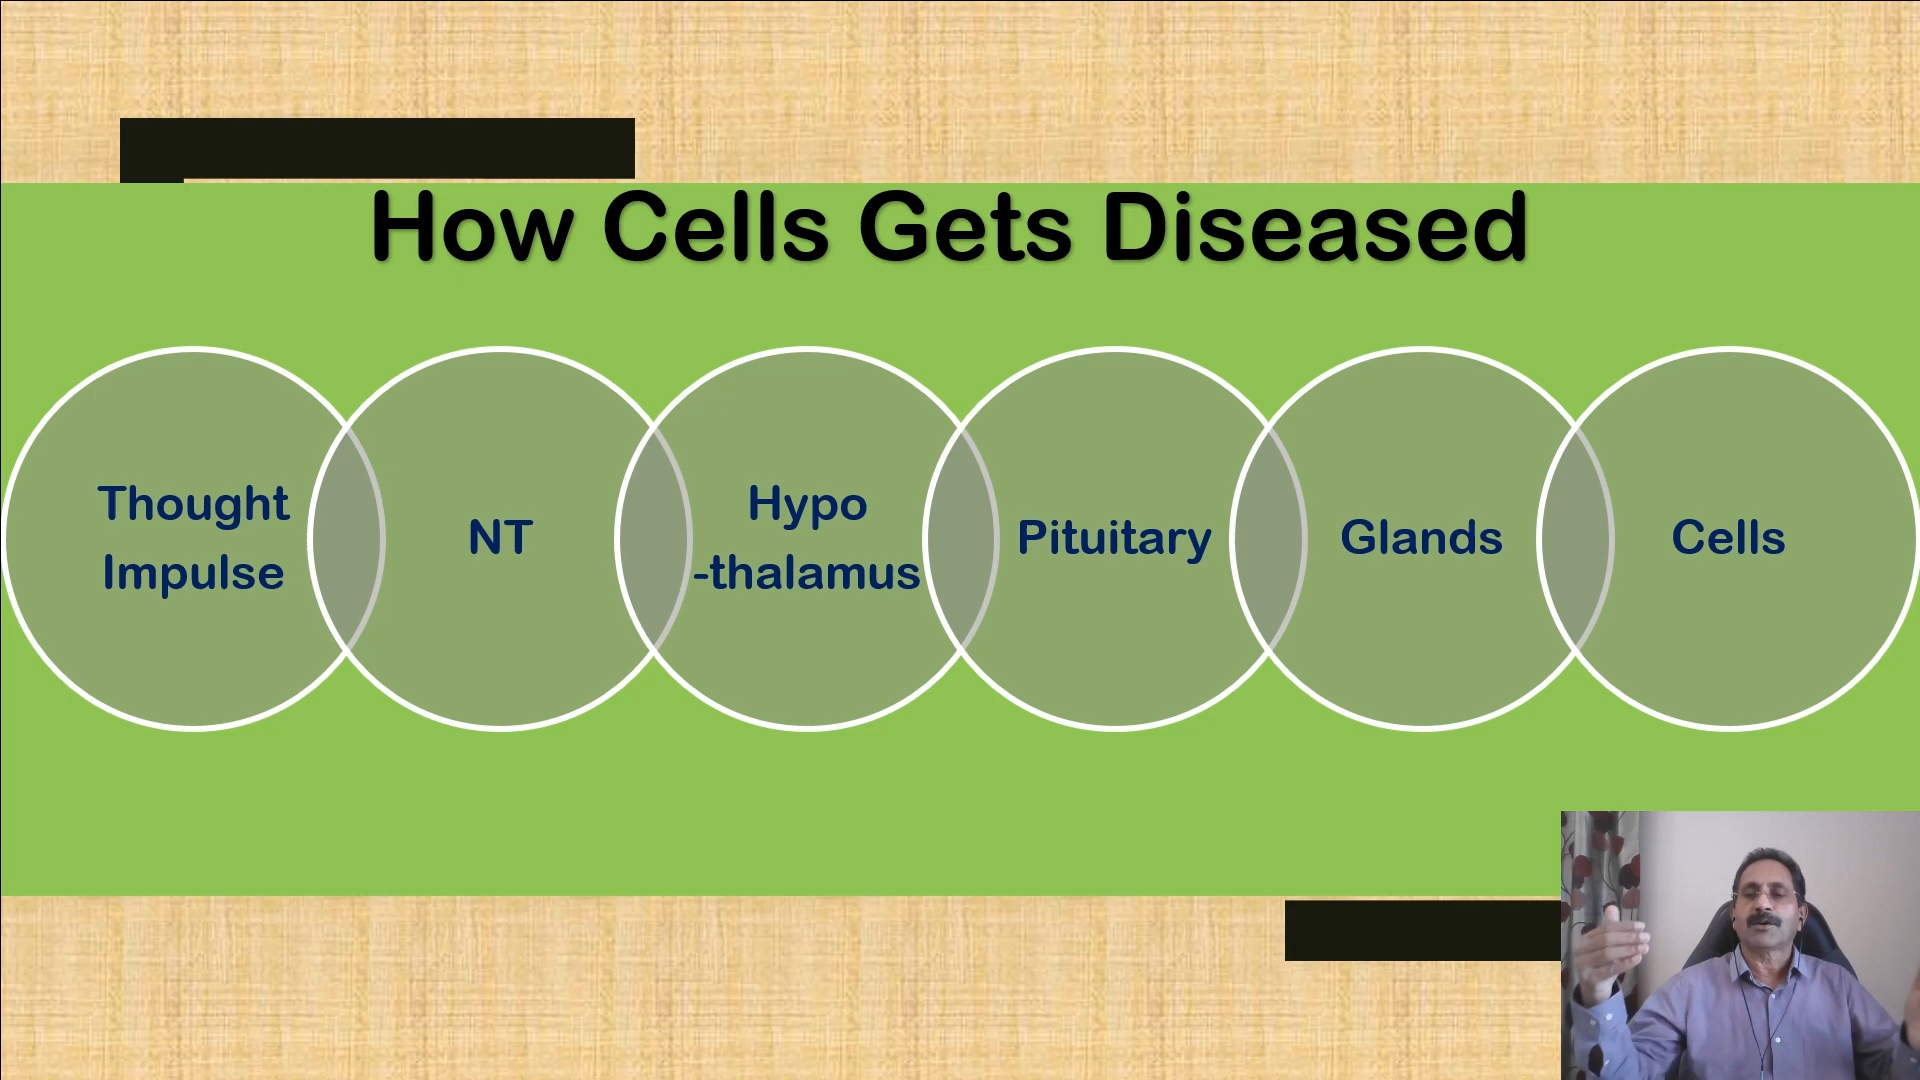 How Cells Gets Diseased
Thought
Impulse
NT
Hypo
-thalamus
Pituitary
Glands
Cells